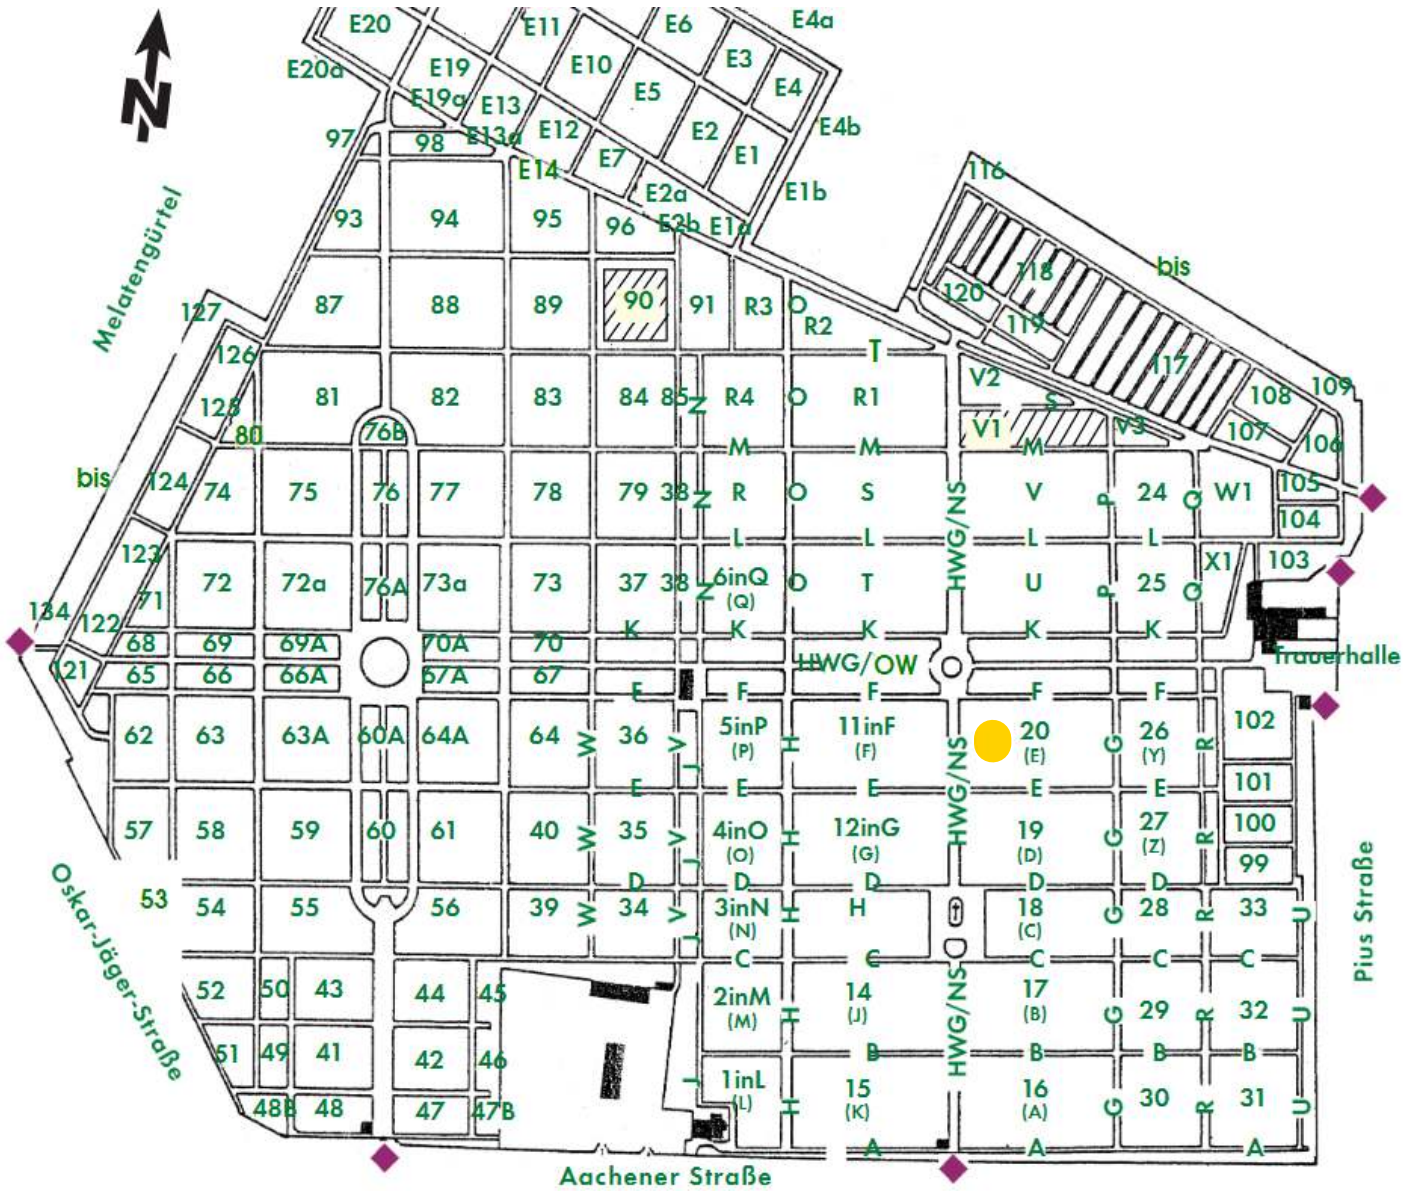 E4a
E20 E11 E6
E3
E20a E19 E10 E4
E19a E13 E5
N
E12 E2 E4b
97 98 E13a E7 E1
E14 116
E2a E1b
93 94 95 96 E2b E1a
Melatengürtel
bis
118
120
127 87 88 89 90 91 R3 O R2 119
126 T 117
V2 109
125 81 82 83 84 85 N R4 O R1 S 108
80 76B V1 V3 107 106
M M M
bis 124 74 75 76 77 78 79 38 N R O S HWG/NS V P 24 Q W1 105
104
L L L L
123 X1 103
71 72 72a 76A 73a 73 37 38 N 6inQ O T U P 25 Q
(Q)
134 122
K K K K K
68 69 69A 70A 70
Trauerhalle
121 65 66 66A 67A 67 HWG/OW
F F F F F
62 63 63A 60A 64A 64 W 36 V J 5inP H 11inF HWG/NS 20 G 26 R 102
(P) (F) (E) (Y)
E E E E E 101
57 58 59 60 61 40 W 35 V J 4inO H 12inG 19 G 27 R 100
(O) (G) (D) (Z)
99
D D D D D
53 54 55 56 39 W 34 V J 3inN H H 18 G 28 R 33 U
(N) (C)
C C C C C
Oskar-Jäger-Straße
Pius Straße
52 50 43 44 45 2inM H 14 HWG/NS 17 G 29 R 32 U
(M) (J) (B)
B B B B
51 49 41 42 46
48B 48 47 47B J 1inL H 15 16 G 30 R 31 U
(L) (K) (A)
A A A
Aachener Straße